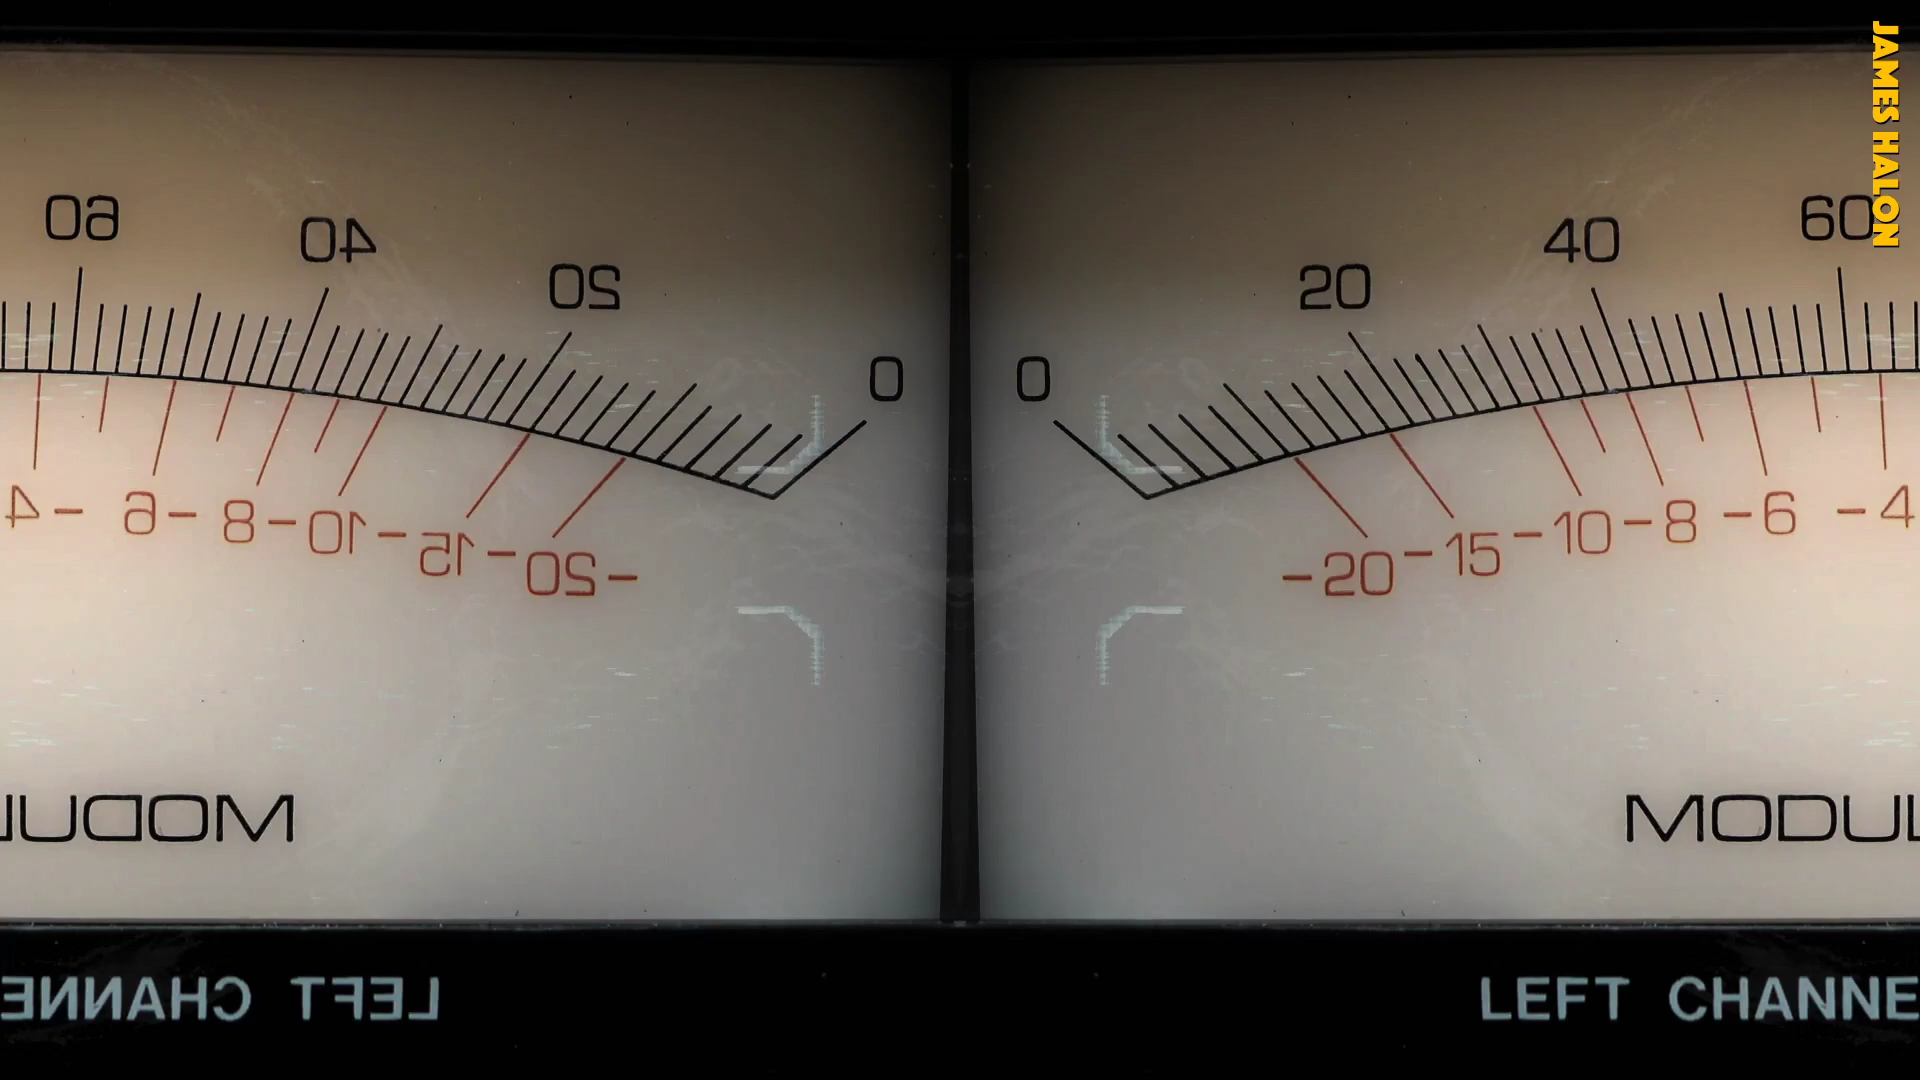 JAMES HALON
60 40 20 0
0 20 40 60
4- 6- 8- 10- 15- 20-
-20 -15 -10 -8 -6 -4
MODUL
MODUL
LEFT CHANNE
LEFT CHANNE